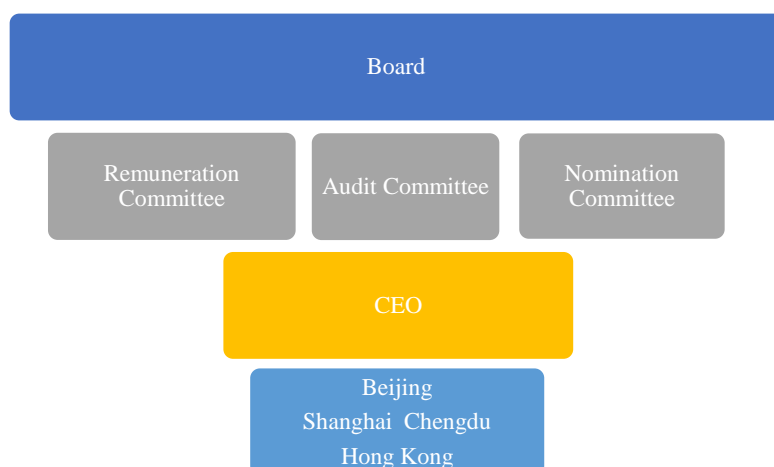 Board
Remuneration
Committee
Audit Committee
Nomination
Committee
CEO
Beijing
Shanghai  Chengdu
Hong Kong